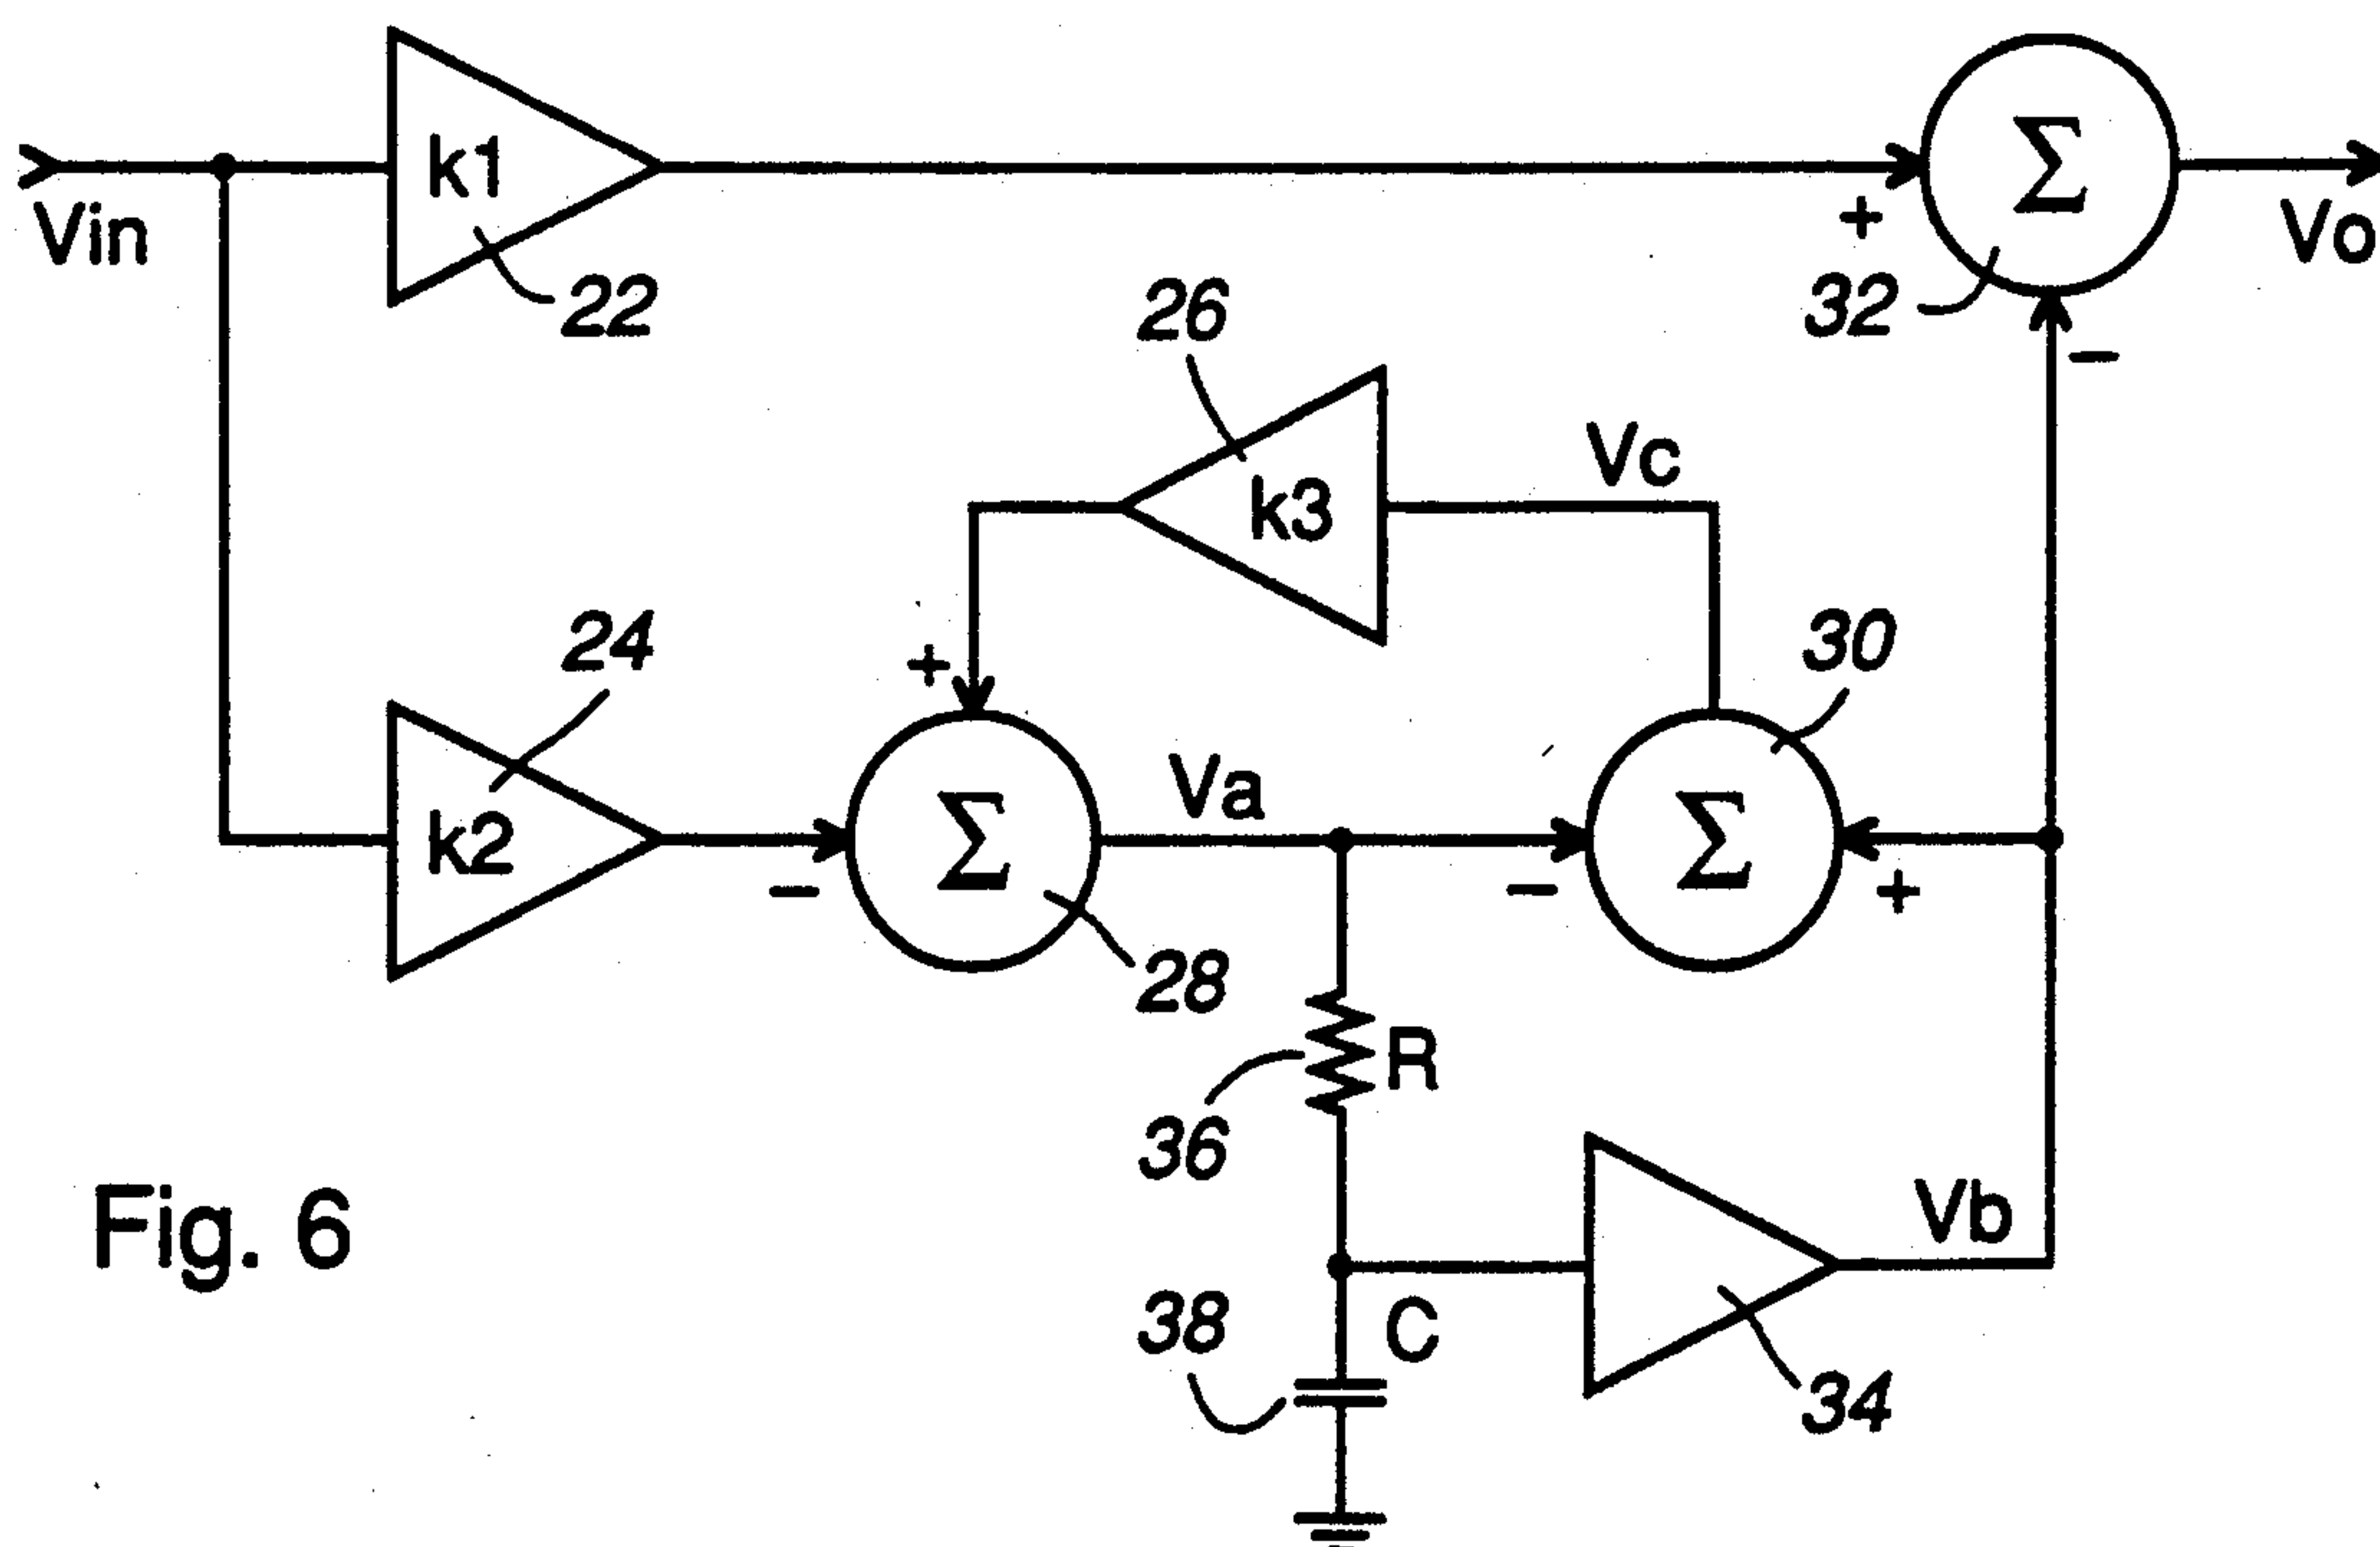 k1
Σ
Vin
+
Vo
22
26
32
−
Vc
k3
24
+
30
Va
k2
Σ
Σ
−
−
+
28
R
36
Vb
Fig. 6
38
C
34